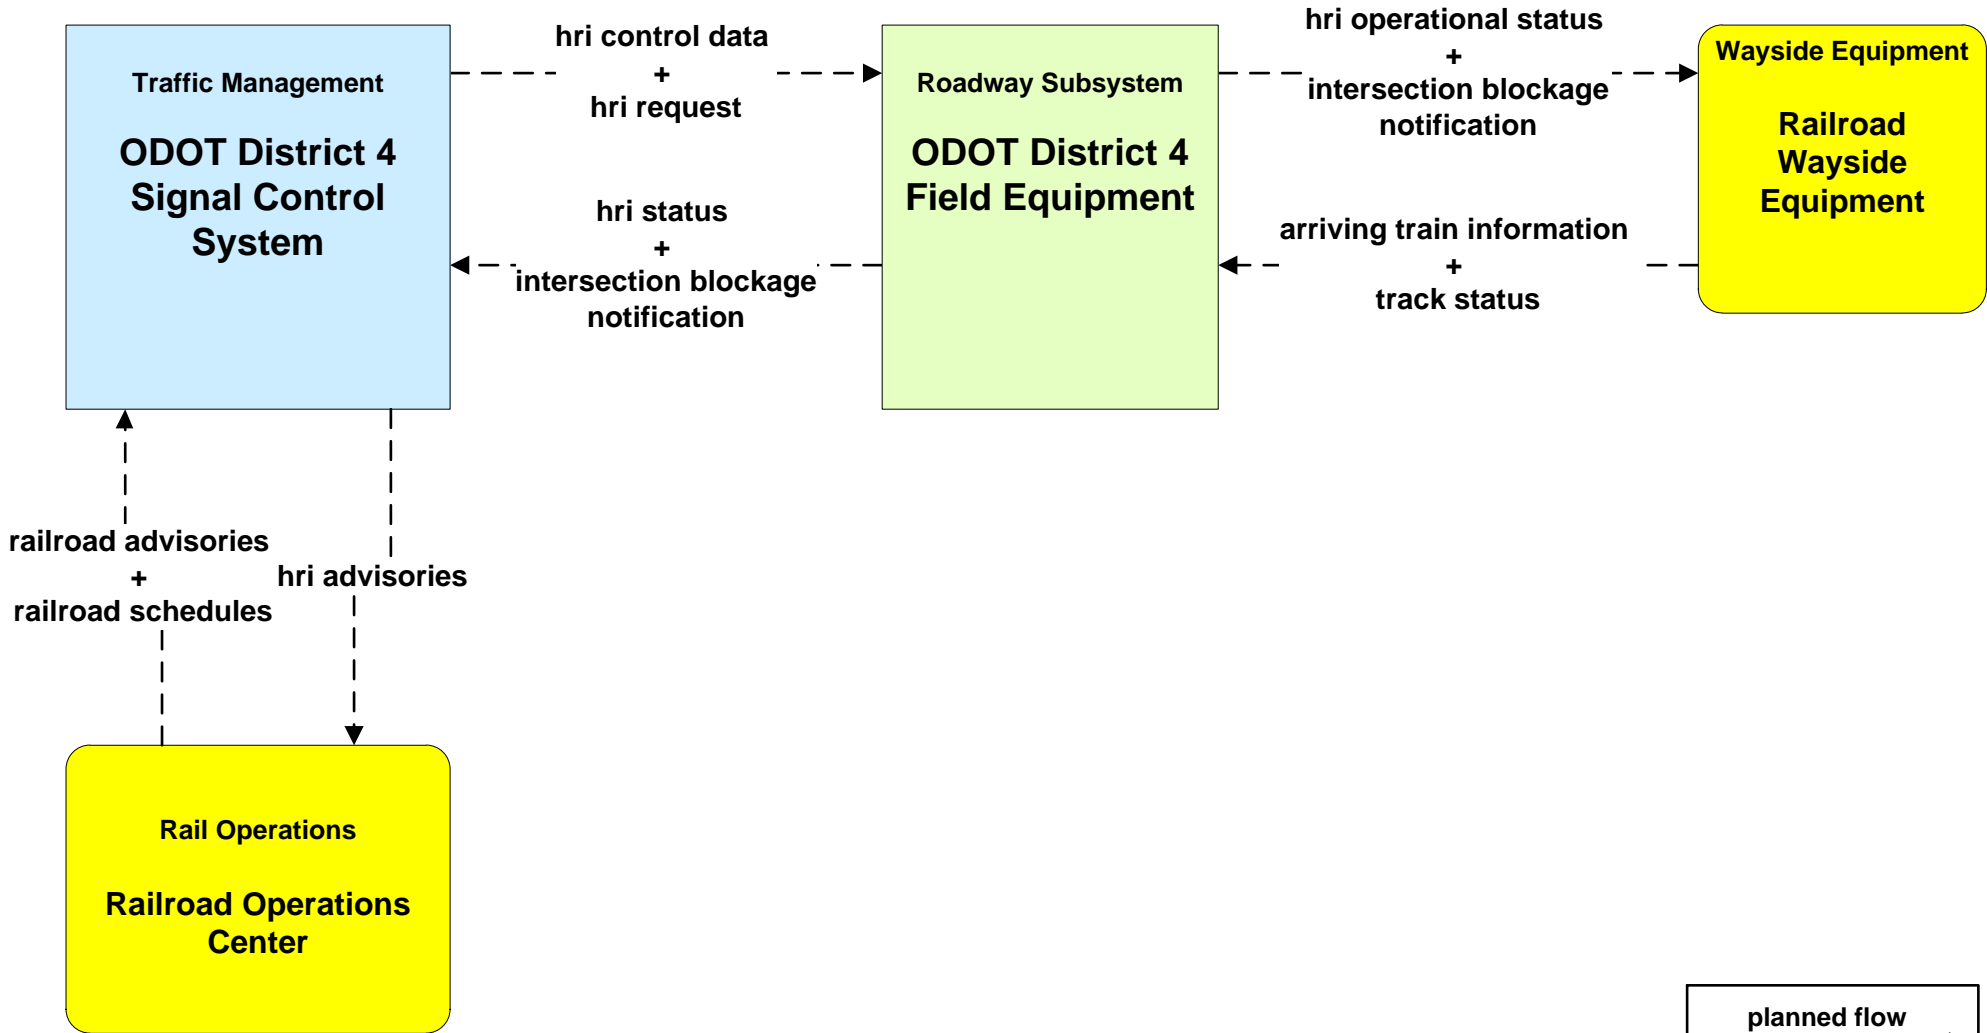 Traffic Management
ODOT District 4
Signal Control
System
hri control data
+
hri request
hri status
+
intersection blockage
notification
Roadway Subsystem
ODOT District 4
Field Equipment
hri operational status
+
intersection blockage
notification
arriving train information
+
track status
Wayside Equipment
Railroad
Wayside
Equipment
railroad advisories
+
railroad schedules
hri advisories
Rail Operations
Railroad Operations
Center
planned flow